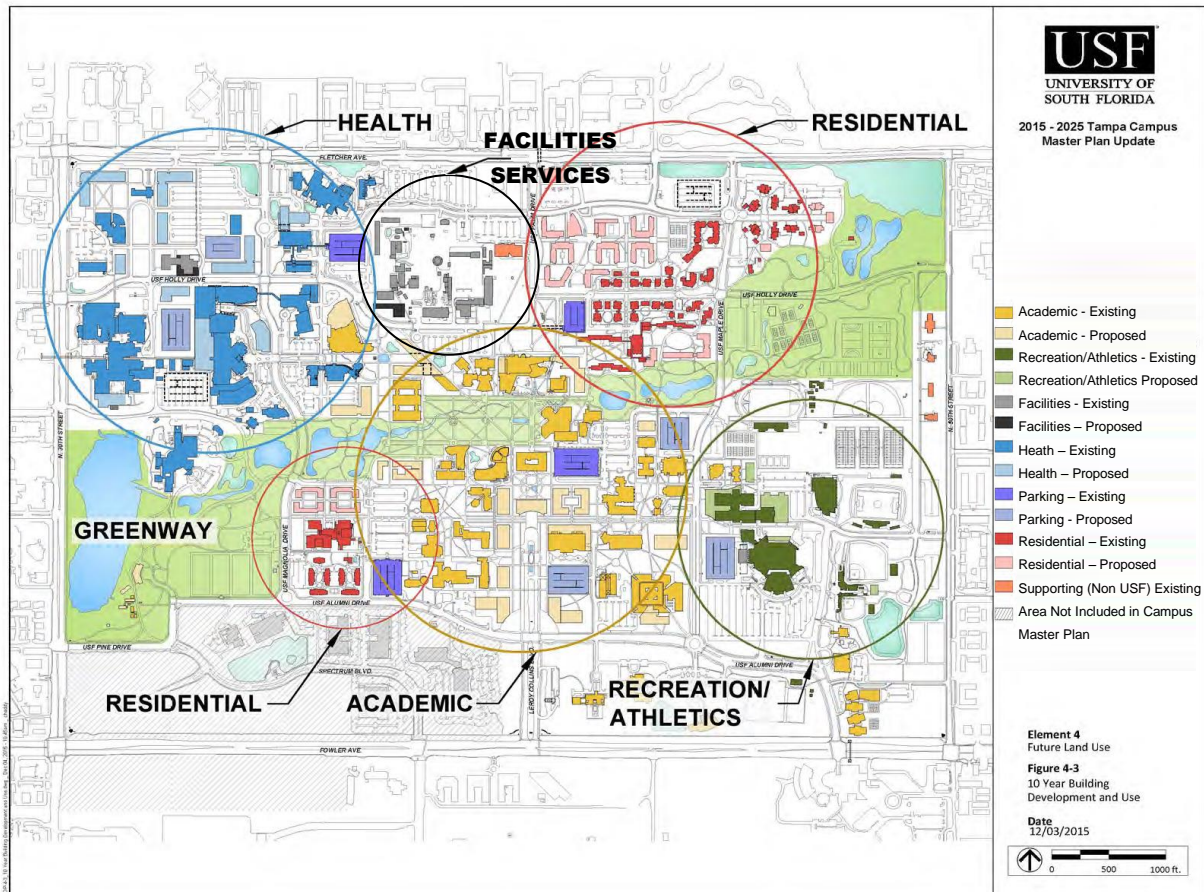 HEALTH
FACILITIES
SERVICES
RESIDENTIAL
FLETCHER AVE.
USF HOLLY DRIVE
USF HOLLY DRIVE
USF MAPLE DRIVE
N. 30TH STREET
N. 50TH STREET
GREENWAY
USF MAGNOLIA DRIVE
USF ALUMNI DRIVE
USF PINE DRIVE
SPECTRUM BLVD.
LEROY COLLINS BLVD.
USF ALUMNI DRIVE
RESIDENTIAL
ACADEMIC
RECREATION/
ATHLETICS
FOWLER AVE.
USF
UNIVERSITY OF
SOUTH FLORIDA
2015 - 2025 Tampa Campus
Master Plan Update
Academic - Existing
Academic - Proposed
Recreation/Athletics - Existing
Recreation/Athletics Proposed
Facilities - Existing
Facilities – Proposed
Heath – Existing
Health – Proposed
Parking – Existing
Parking - Proposed
Residential – Existing
Residential – Proposed
Supporting (Non USF) Existing
Area Not Included in Campus
Master Plan
Element 4
Future Land Use
Figure 4-3
10 Year Building
Development and Use
Date
12/03/2015
0 500 1000 ft.